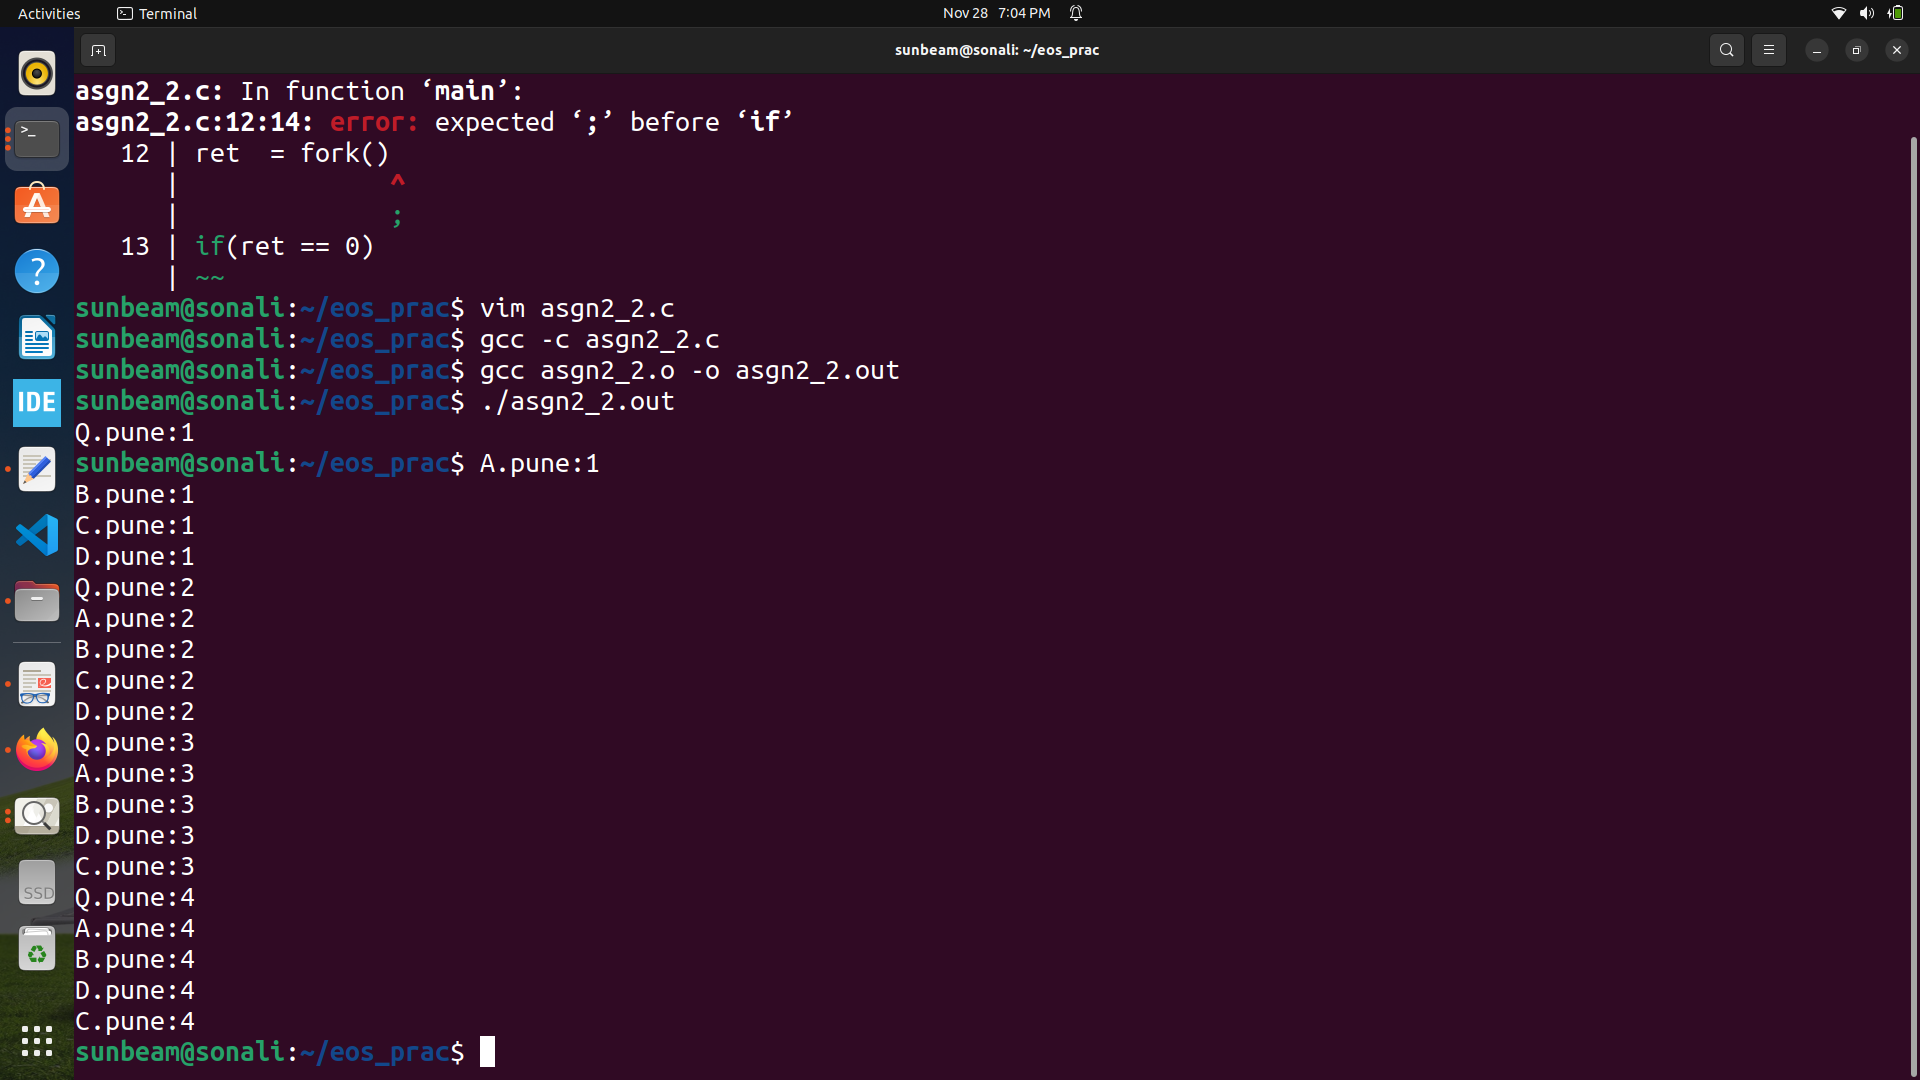 Activities
Terminal
Nov 28 7:04 PM
sunbeam@sonali: ~/eos_prac
asgn2_2.c: In function ‘main’:
asgn2_2.c:12:14: error: expected ‘;’ before ‘if’
12 | ret  = fork()
|             ^
|             ;
13 | if(ret == 0)
| ~~
sunbeam@sonali:~/eos_prac$ vim asgn2_2.c
sunbeam@sonali:~/eos_prac$ gcc -c asgn2_2.c
sunbeam@sonali:~/eos_prac$ gcc asgn2_2.o -o asgn2_2.out
sunbeam@sonali:~/eos_prac$ ./asgn2_2.out
Q.pune:1
sunbeam@sonali:~/eos_prac$ A.pune:1
B.pune:1
C.pune:1
D.pune:1
Q.pune:2
A.pune:2
B.pune:2
C.pune:2
D.pune:2
Q.pune:3
A.pune:3
B.pune:3
D.pune:3
C.pune:3
Q.pune:4
A.pune:4
B.pune:4
D.pune:4
C.pune:4
sunbeam@sonali:~/eos_prac$
IDE
SSD